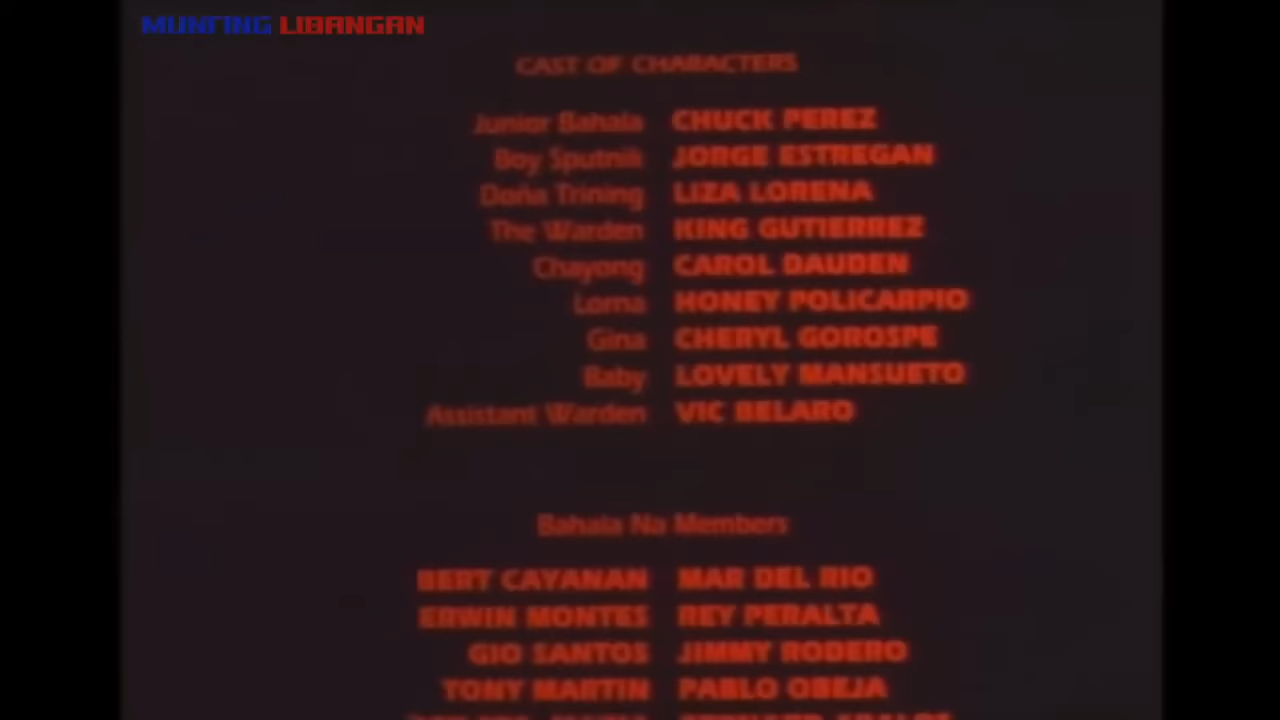 MUNTING LIBANGAN
CAST OF CHARACTERS
Junior Bahala CHUCK PEREZ
Boy Sputnik JORGE ESTREGAN
Doña Trining LIZA LORENA
The Warden KING GUTIERREZ
Chayong CAROL DAUDEN
Lorna HONEY POLICARPIO
Gina CHERYL GOROSPE
Baby LOVELY MANSUETO
Assistant Warden VIC BELARO
Bahala Na Members
BERT CAYANAN MAR DEL RIO
ERWIN MONTES REY PERALTA
GIO SANTOS JIMMY RODERO
TONY MARTIN PABLO OBEJA